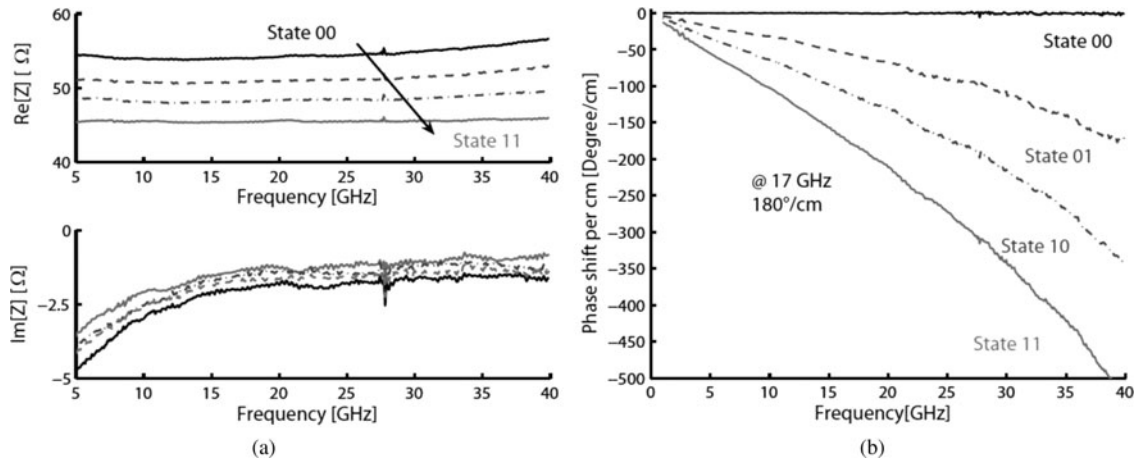 60
50
40
Re[Z] [ Ω]
State 00
State 11
5 10 15 20 25 30 35 40
Frequency [GHz]
0
−2.5
−5
Im[Z] [Ω]
5 10 15 20 25 30 35 40
Frequency [GHz]
(a)
0
−50
−100
−150
−200
−250
−300
−350
−400
−450
−500
Phase shift per cm [Degree/cm]
State 00
State 01
@ 17 GHz
180°/cm
State 10
State 11
0 5 10 15 20 25 30 35 40
Frequency[GHz]
(b)